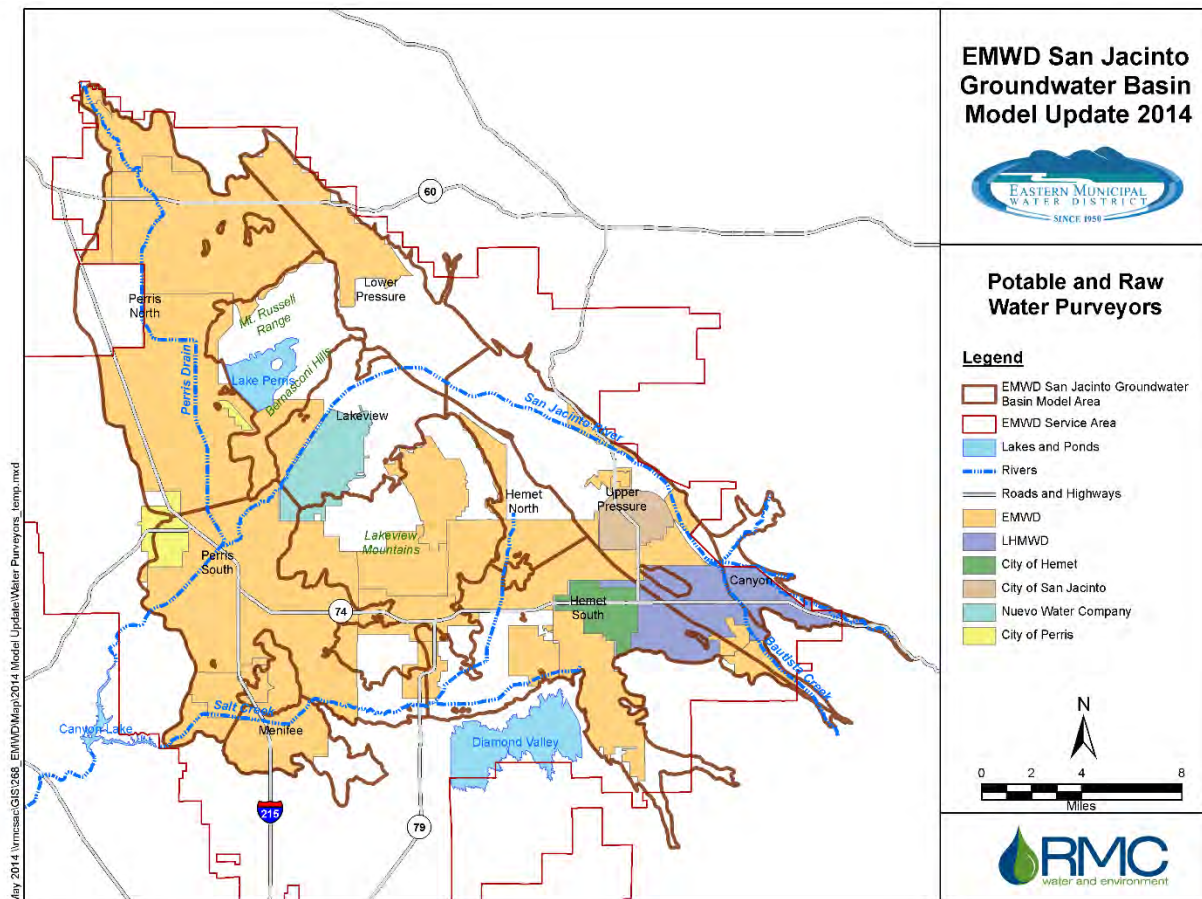 EMWD San Jacinto
Groundwater Basin
Model Update 2014
EASTERN MUNICIPAL
WATER DISTRICT
SINCE 1950
Potable and Raw
Water Purveyors
Legend
EMWD San Jacinto Groundwater
Basin Model Area
EMWD Service Area
Lakes and Ponds
Rivers
Roads and Highways
EMWD
LHMWD
City of Hemet
City of San Jacinto
Nuevo Water Company
City of Perris
N
0 2 4 8
Miles
RMC
water and environment
60
Lower
Pressure
Perris
North
Mt. Russell
Range
Perris Drain
Lake Perris
Bernasconi Hills
San Jacinto River
Lakeview
Hemet
North
Upper
Pressure
Lakeview
Mountains
Perris
South
Canyon
74
Hemet
South
Bautista Creek
Salt Creek
Menifee
Canyon Lake
Diamond Valley
215
79
May 2014 \\rmcsac\GIS\268_EMWD\Map\2014 Model Update\Water Purveyors_temp.mxd